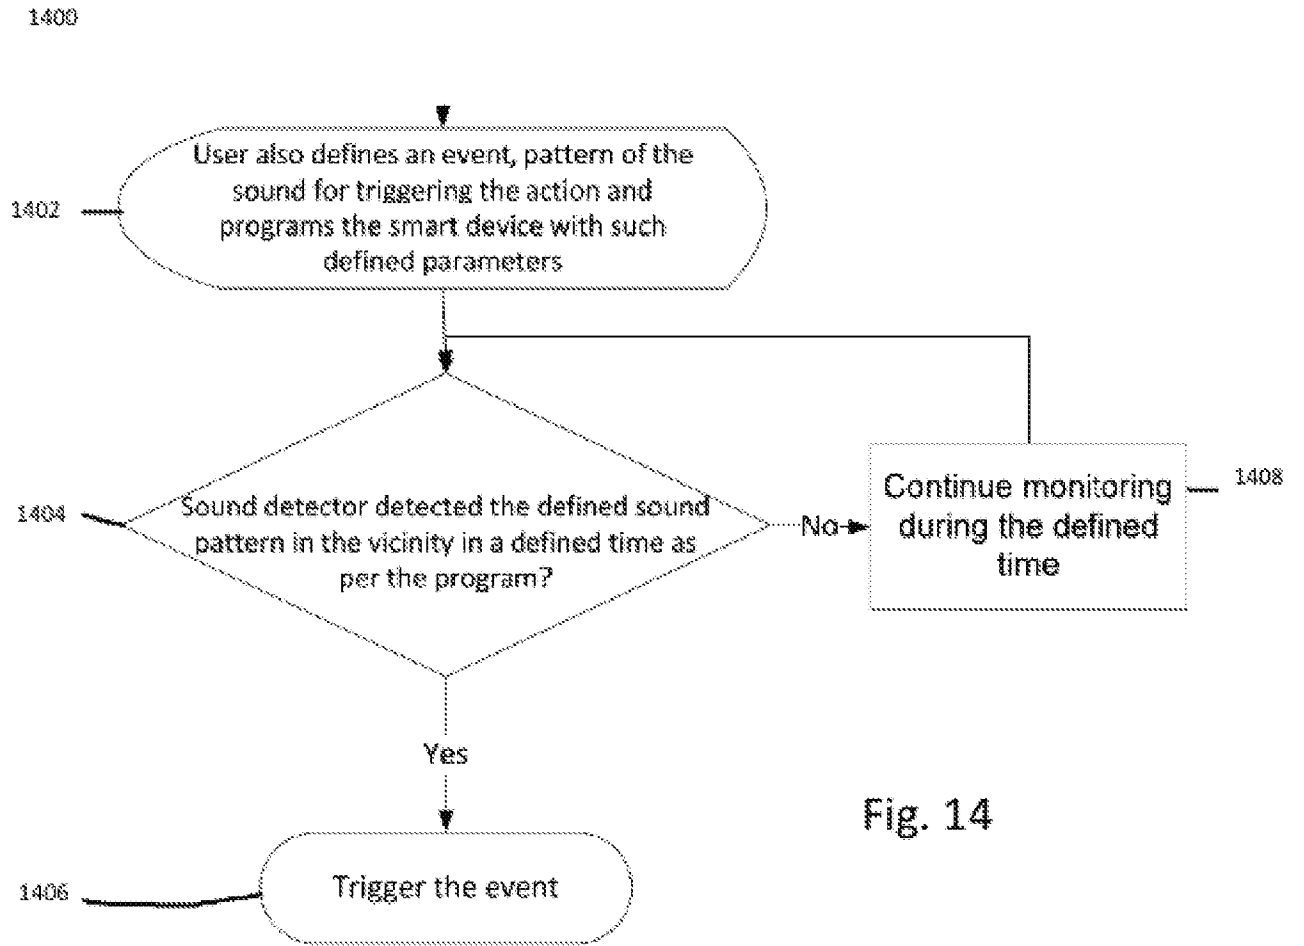 1400
User also defines an event, pattern of the
sound for triggering the action and
programs the smart device with such
defined parameters
1402
Sound detector detected the defined sound
pattern in the vicinity in a defined time as
per the program?
1404
No
Continue monitoring
during the defined
time
1408
Yes
Fig. 14
Trigger the event
1406